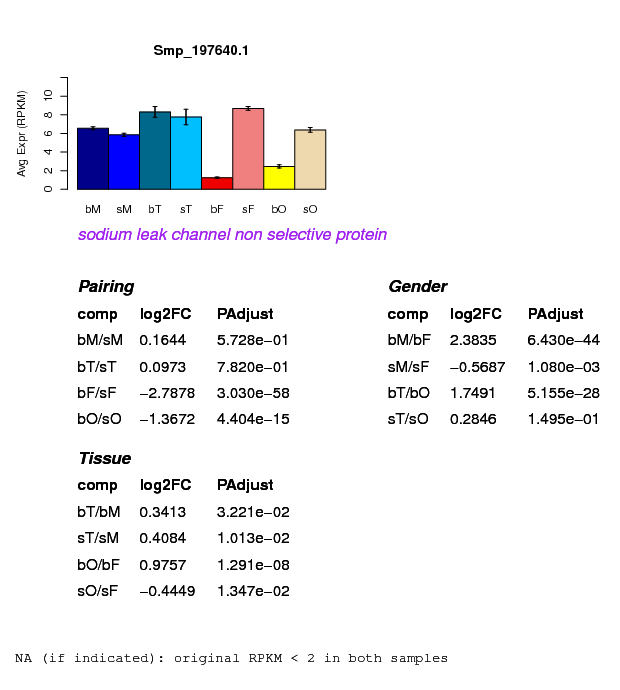 Smp_197640.1
Avg Expr (RPKM)
0 2 4 6 8 10
bM sM bT sT bF sF bO sO
sodium leak channel non selective protein
Pairing
comp log2FC PAdjust
bM/sM 0.1644 5.728e−01
bT/sT 0.0973 7.820e−01
bF/sF −2.7878 3.030e−58
bO/sO −1.3672 4.404e−15
Gender
comp log2FC PAdjust
bM/bF 2.3835 6.430e−44
sM/sF −0.5687 1.080e−03
bT/bO 1.7491 5.155e−28
sT/sO 0.2846 1.495e−01
Tissue
comp log2FC PAdjust
bT/bM 0.3413 3.221e−02
sT/sM 0.4084 1.013e−02
bO/bF 0.9757 1.291e−08
sO/sF −0.4449 1.347e−02
NA (if indicated): original RPKM < 2 in both samples